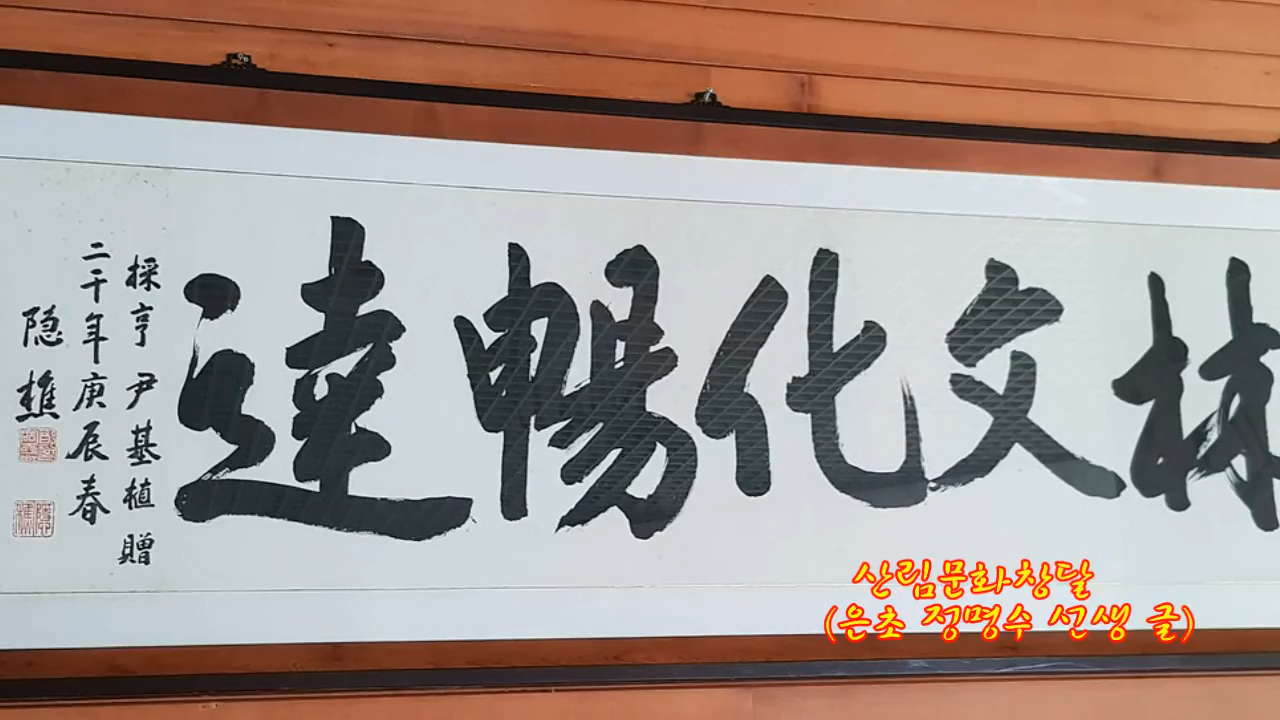 林文化暢達
採亨 尹基植 贈
二千年庚辰春
隐樵
산림문화창달
(은초 정명수 선생 글)